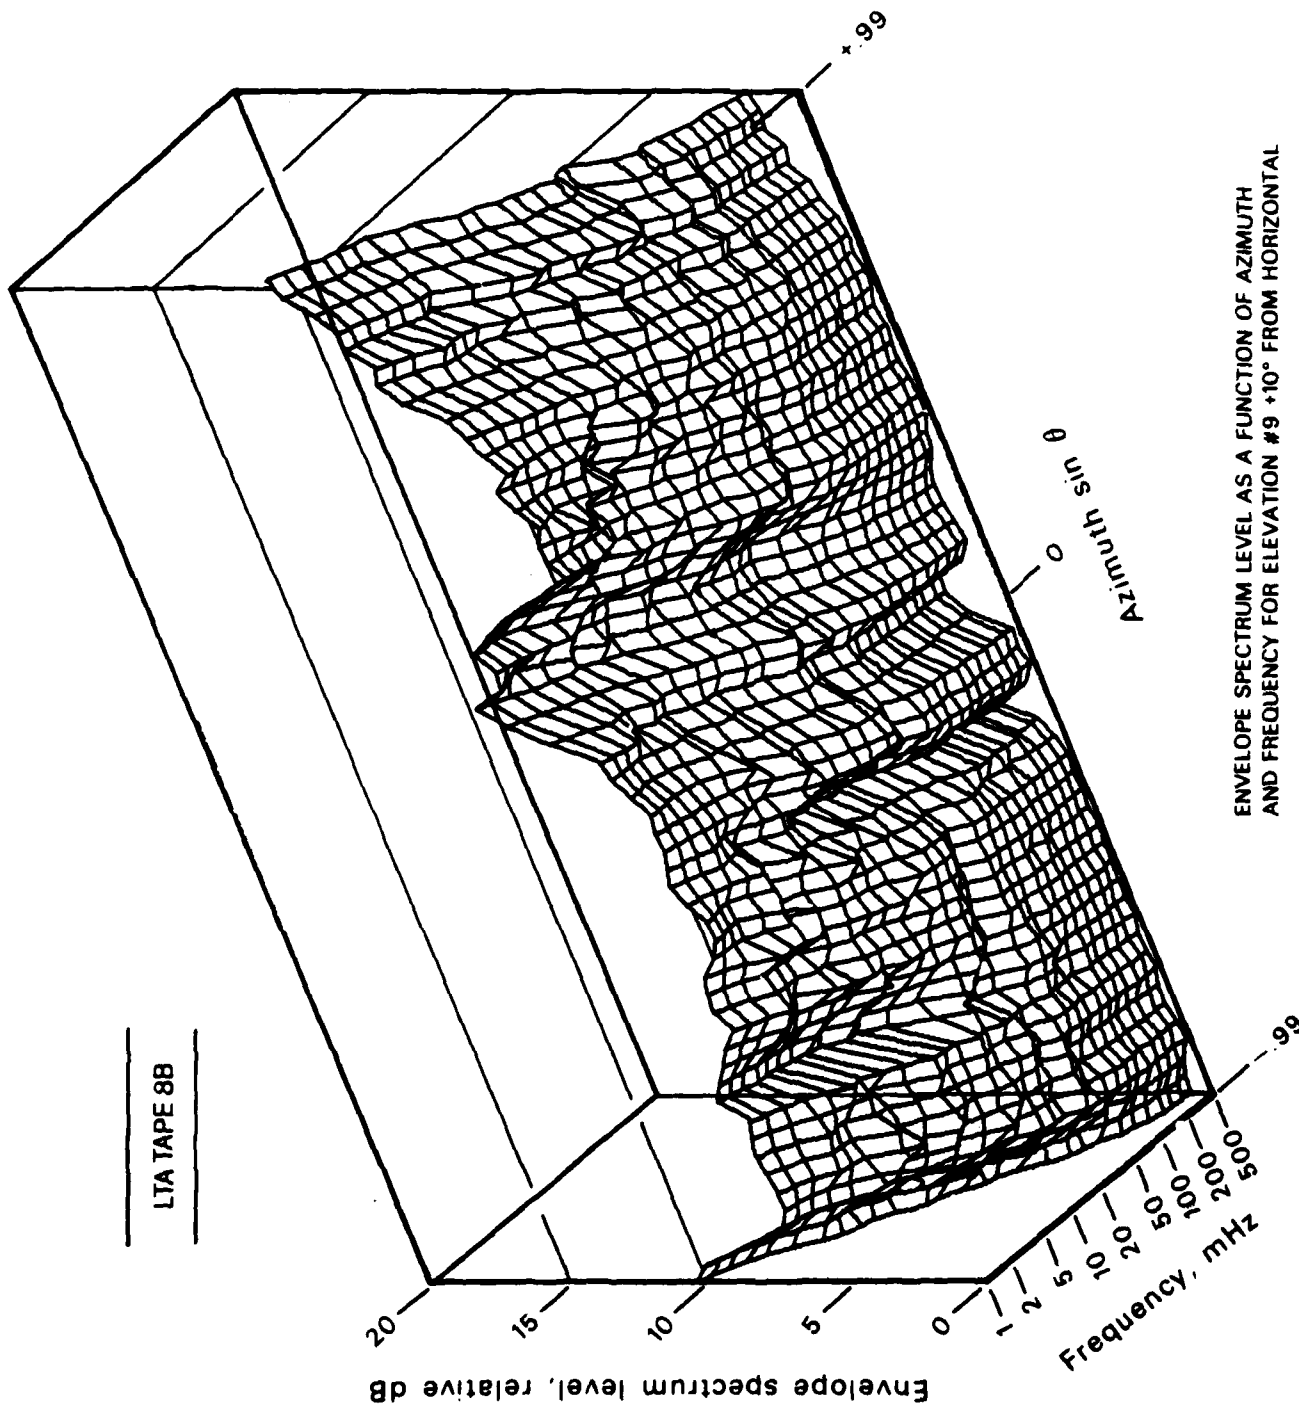 LTA TAPE 8B
Envelope spectrum level, relative dB
20
15
10
5
0
Frequency, mHz
1
2
5
10
20
50
100
200
500
Azimuth sin θ
-.99
0
+.99
ENVELOPE SPECTRUM LEVEL AS A FUNCTION OF AZIMUTH
AND FREQUENCY FOR ELEVATION #9 +10° FROM HORIZONTAL